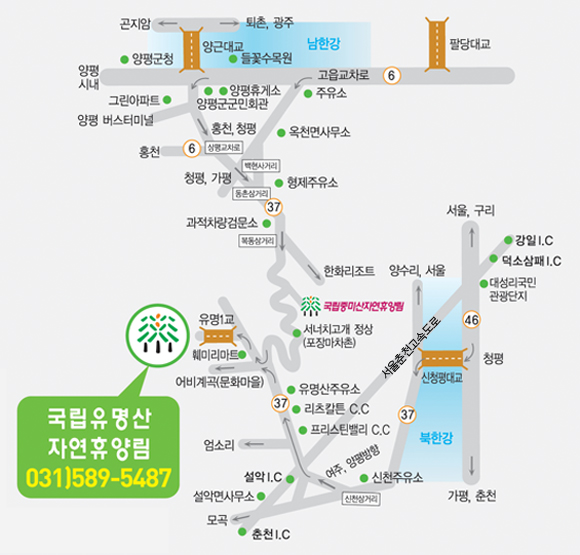 곤지암
퇴촌, 광주
남한강
팔당대교
양평군청
양근대교
들꽃수목원
양평
시내
양평휴게소
고읍교차로
6
그린아파트
양평군군민회관
주유소
양평 버스터미널
홍천, 청평
옥천면사무소
홍천
6
상평교차로
백현사거리
청평, 가평
형제주유소
동촌삼거리
37
과적차량검문소
복동삼거리
한화리조트
서울, 구리
강일 I.C
덕소삼패 I.C
양수리, 서울
대성리국민
관광단지
국립중미산자연휴양림
유명1교
서너치고개 정상
(포장마차촌)
서울춘천고속도로
46
청평
훼미리마트
신청평대교
어비계곡(문화마을)
유명산주유소
37
리츠칼튼 C.C
37
프리스틴밸리 C.C
북한강
국립유명산
자연휴양림
031)589-5487
엄소리
여주, 양평방향
설악 I.C
신천주유소
설악면사무소
신천삼거리
가평, 춘천
모곡
춘천 I.C